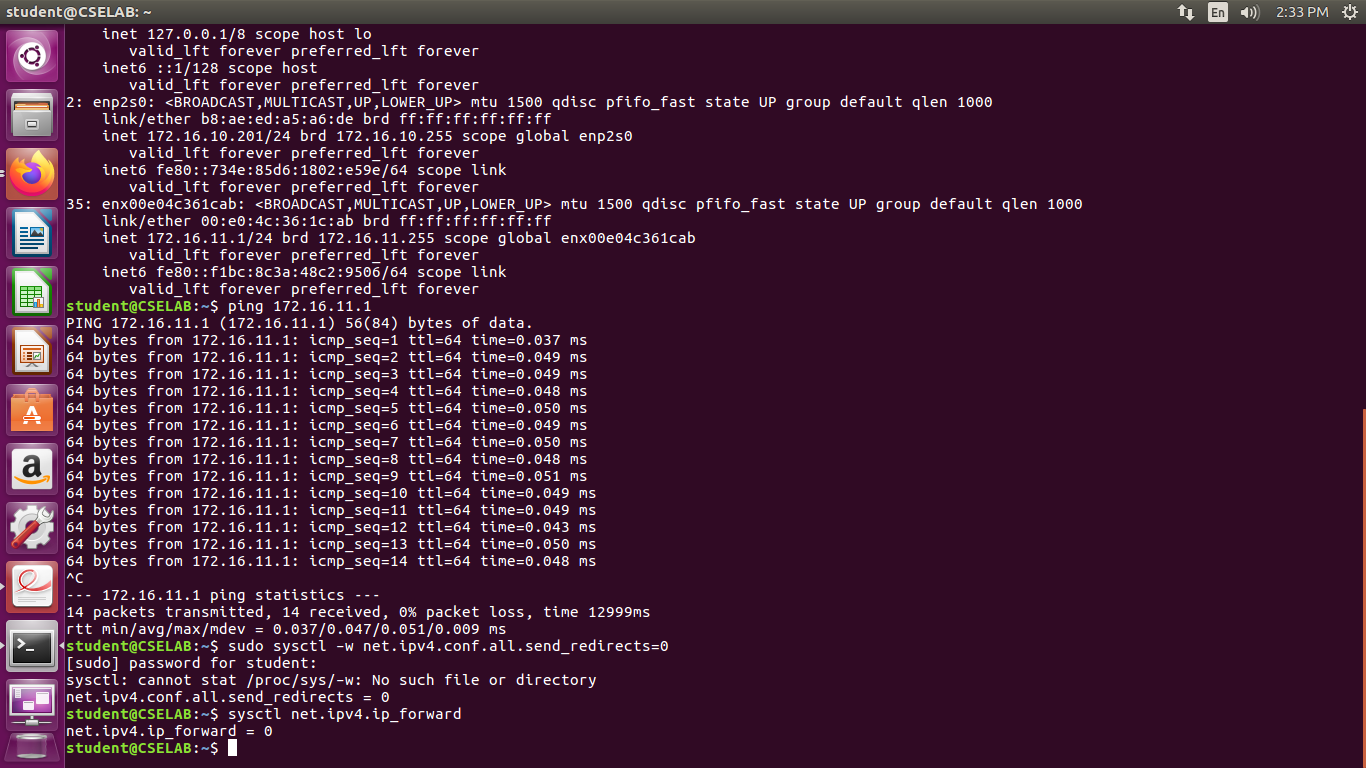 student@CSELAB: ~
En
2:33 PM
inet 127.0.0.1/8 scope host lo
valid_lft forever preferred_lft forever
inet6 ::1/128 scope host
valid_lft forever preferred_lft forever
2: enp2s0: <BROADCAST,MULTICAST,UP,LOWER_UP> mtu 1500 qdisc pfifo_fast state UP group default qlen 1000
link/ether b8:ae:ed:a5:a6:de brd ff:ff:ff:ff:ff:ff
inet 172.16.10.201/24 brd 172.16.10.255 scope global enp2s0
valid_lft forever preferred_lft forever
inet6 fe80::734e:85d6:1802:e59e/64 scope link
valid_lft forever preferred_lft forever
35: enx00e04c361cab: <BROADCAST,MULTICAST,UP,LOWER_UP> mtu 1500 qdisc pfifo_fast state UP group default qlen 1000
link/ether 00:e0:4c:36:1c:ab brd ff:ff:ff:ff:ff:ff
inet 172.16.11.1/24 brd 172.16.11.255 scope global enx00e04c361cab
valid_lft forever preferred_lft forever
inet6 fe80::f1bc:8c3a:48c2:9506/64 scope link
valid_lft forever preferred_lft forever
student@CSELAB:~$ ping 172.16.11.1
PING 172.16.11.1 (172.16.11.1) 56(84) bytes of data.
64 bytes from 172.16.11.1: icmp_seq=1 ttl=64 time=0.037 ms
64 bytes from 172.16.11.1: icmp_seq=2 ttl=64 time=0.049 ms
64 bytes from 172.16.11.1: icmp_seq=3 ttl=64 time=0.049 ms
64 bytes from 172.16.11.1: icmp_seq=4 ttl=64 time=0.048 ms
64 bytes from 172.16.11.1: icmp_seq=5 ttl=64 time=0.050 ms
64 bytes from 172.16.11.1: icmp_seq=6 ttl=64 time=0.049 ms
64 bytes from 172.16.11.1: icmp_seq=7 ttl=64 time=0.050 ms
64 bytes from 172.16.11.1: icmp_seq=8 ttl=64 time=0.048 ms
64 bytes from 172.16.11.1: icmp_seq=9 ttl=64 time=0.051 ms
64 bytes from 172.16.11.1: icmp_seq=10 ttl=64 time=0.049 ms
64 bytes from 172.16.11.1: icmp_seq=11 ttl=64 time=0.049 ms
64 bytes from 172.16.11.1: icmp_seq=12 ttl=64 time=0.043 ms
64 bytes from 172.16.11.1: icmp_seq=13 ttl=64 time=0.050 ms
64 bytes from 172.16.11.1: icmp_seq=14 ttl=64 time=0.048 ms
^C
--- 172.16.11.1 ping statistics ---
14 packets transmitted, 14 received, 0% packet loss, time 12999ms
rtt min/avg/max/mdev = 0.037/0.047/0.051/0.009 ms
student@CSELAB:~$ sudo sysctl –w net.ipv4.conf.all.send_redirects=0
[sudo] password for student:
sysctl: cannot stat /proc/sys/–w: No such file or directory
net.ipv4.conf.all.send_redirects = 0
student@CSELAB:~$ sysctl net.ipv4.ip_forward
net.ipv4.ip_forward = 0
student@CSELAB:~$